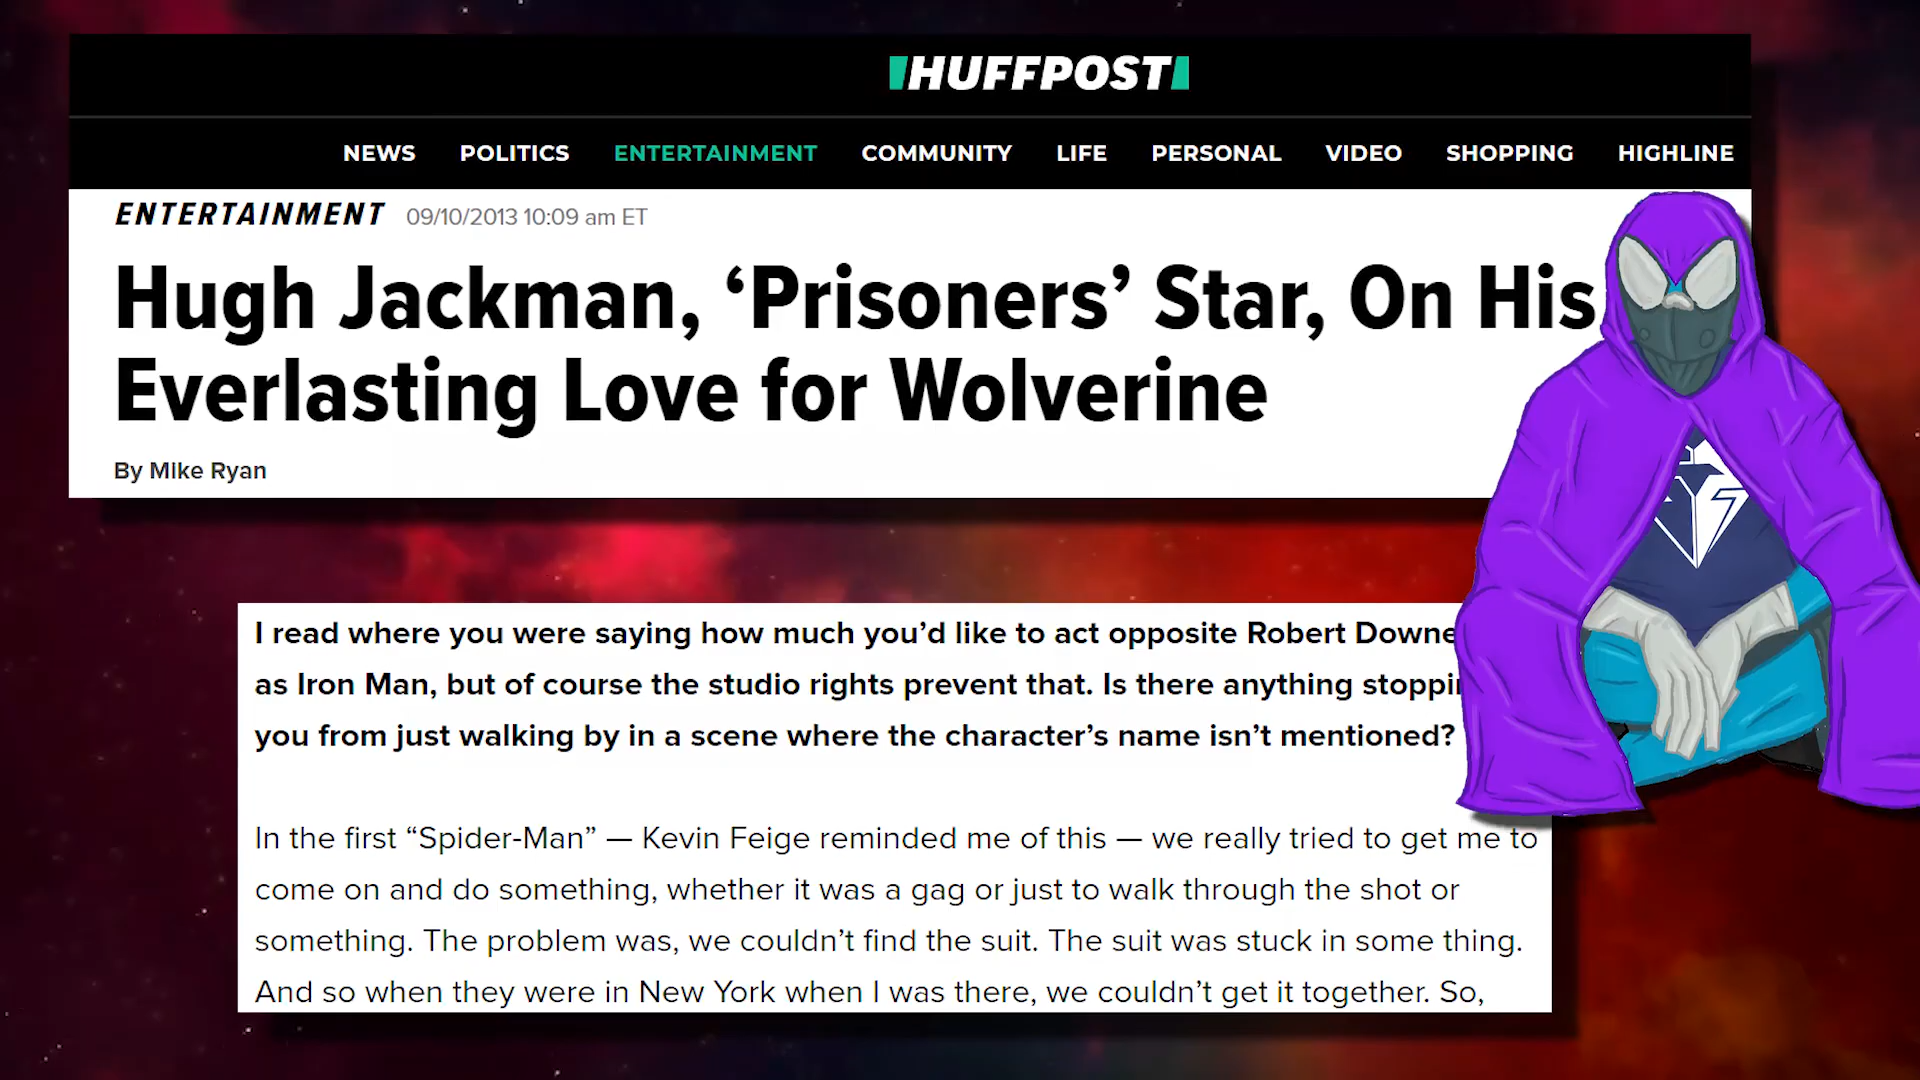 HUFFPOST
NEWS POLITICS ENTERTAINMENT COMMUNITY LIFE PERSONAL VIDEO SHOPPING HIGHLINE
ENTERTAINMENT 09/10/2013 10:09 am ET
Hugh Jackman, ‘Prisoners’ Star, On His
Everlasting Love for Wolverine
By MIke Ryan
I read where you were saying how much you’d like to act opposite Robert
as Iron Man, but of course the studio rights prevent that. Is there anything
you from just walking by in a scene where the character’s name isn’t mentioned?
In the first “Spider-Man” — Kevin Feige reminded me of this — we really tried to get me to
come on and do something, whether it was a gag or just to walk through the shot or
something. The problem was, we couldn’t find the suit. The suit was stuck in some thing.
And so when they were in New York when I was there, we couldn’t get it together. So,